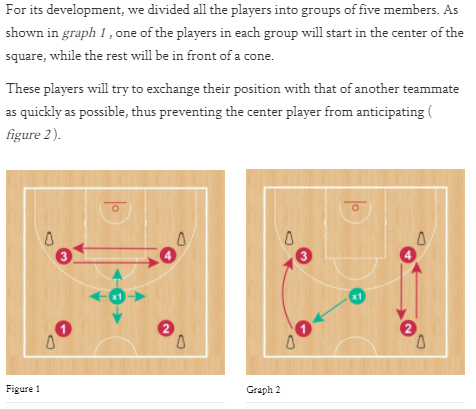 For its development, we divided all the players into groups of five members. As
shown in graph 1 , one of the players in each group will start in the center of the
square, while the rest will be in front of a cone.
These players will try to exchange their position with that of another teammate
as quickly as possible, thus preventing the center player from anticipating (
figure 2 ).
3
4
x1
1
2
3
4
x1
1
2
Figure 1
Graph 2